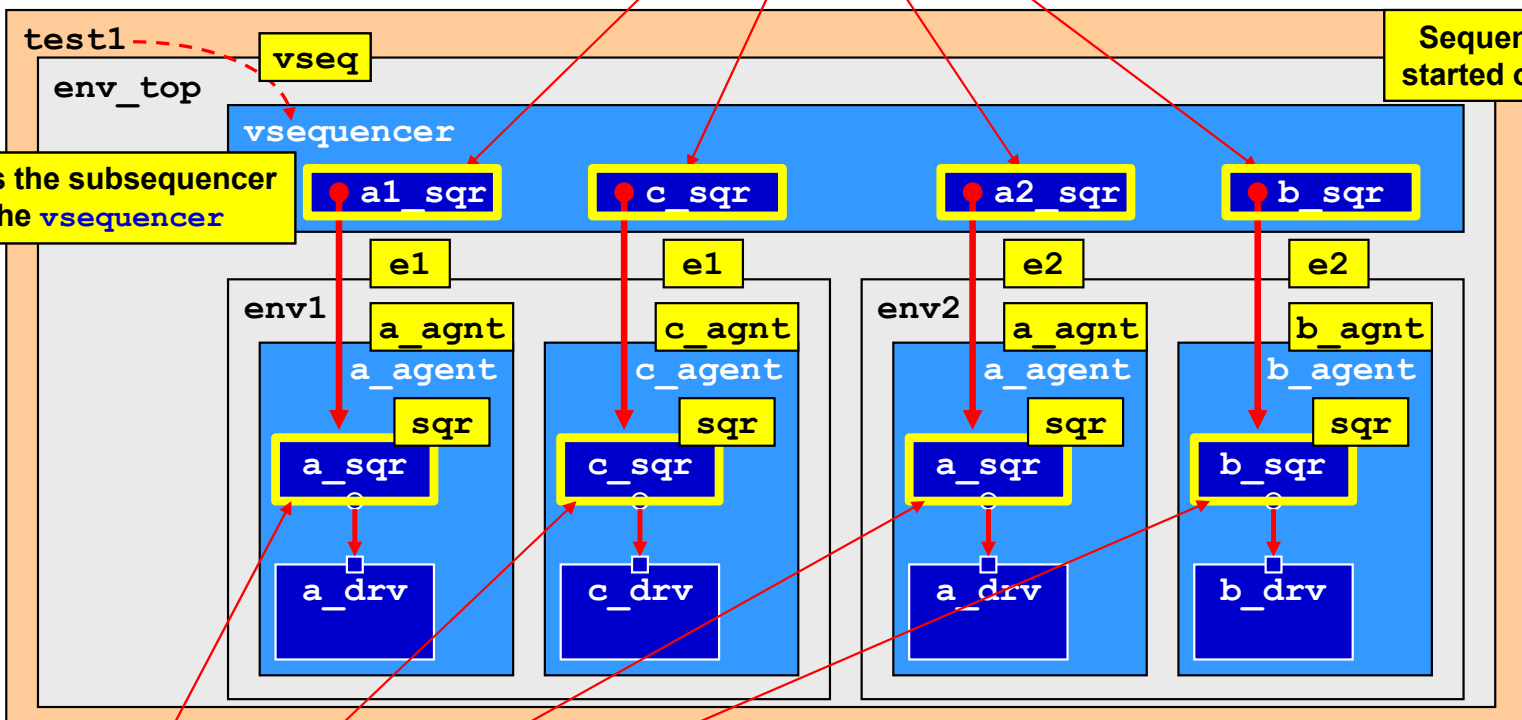 test1
vseq
Sequen
started o
env_top
vsequencer
s the subsequencer
he vsequencer
a1_sqr
c_sqr
a2_sqr
b_sqr
e1
e1
e2
e2
env1
env2
a_agnt
c_agnt
a_agnt
b_agnt
a_agent
c_agent
a_agent
b_agent
sqr
sqr
sqr
sqr
a_sqr
c_sqr
a_sqr
b_sqr
a_drv
c_drv
a_drv
b_drv